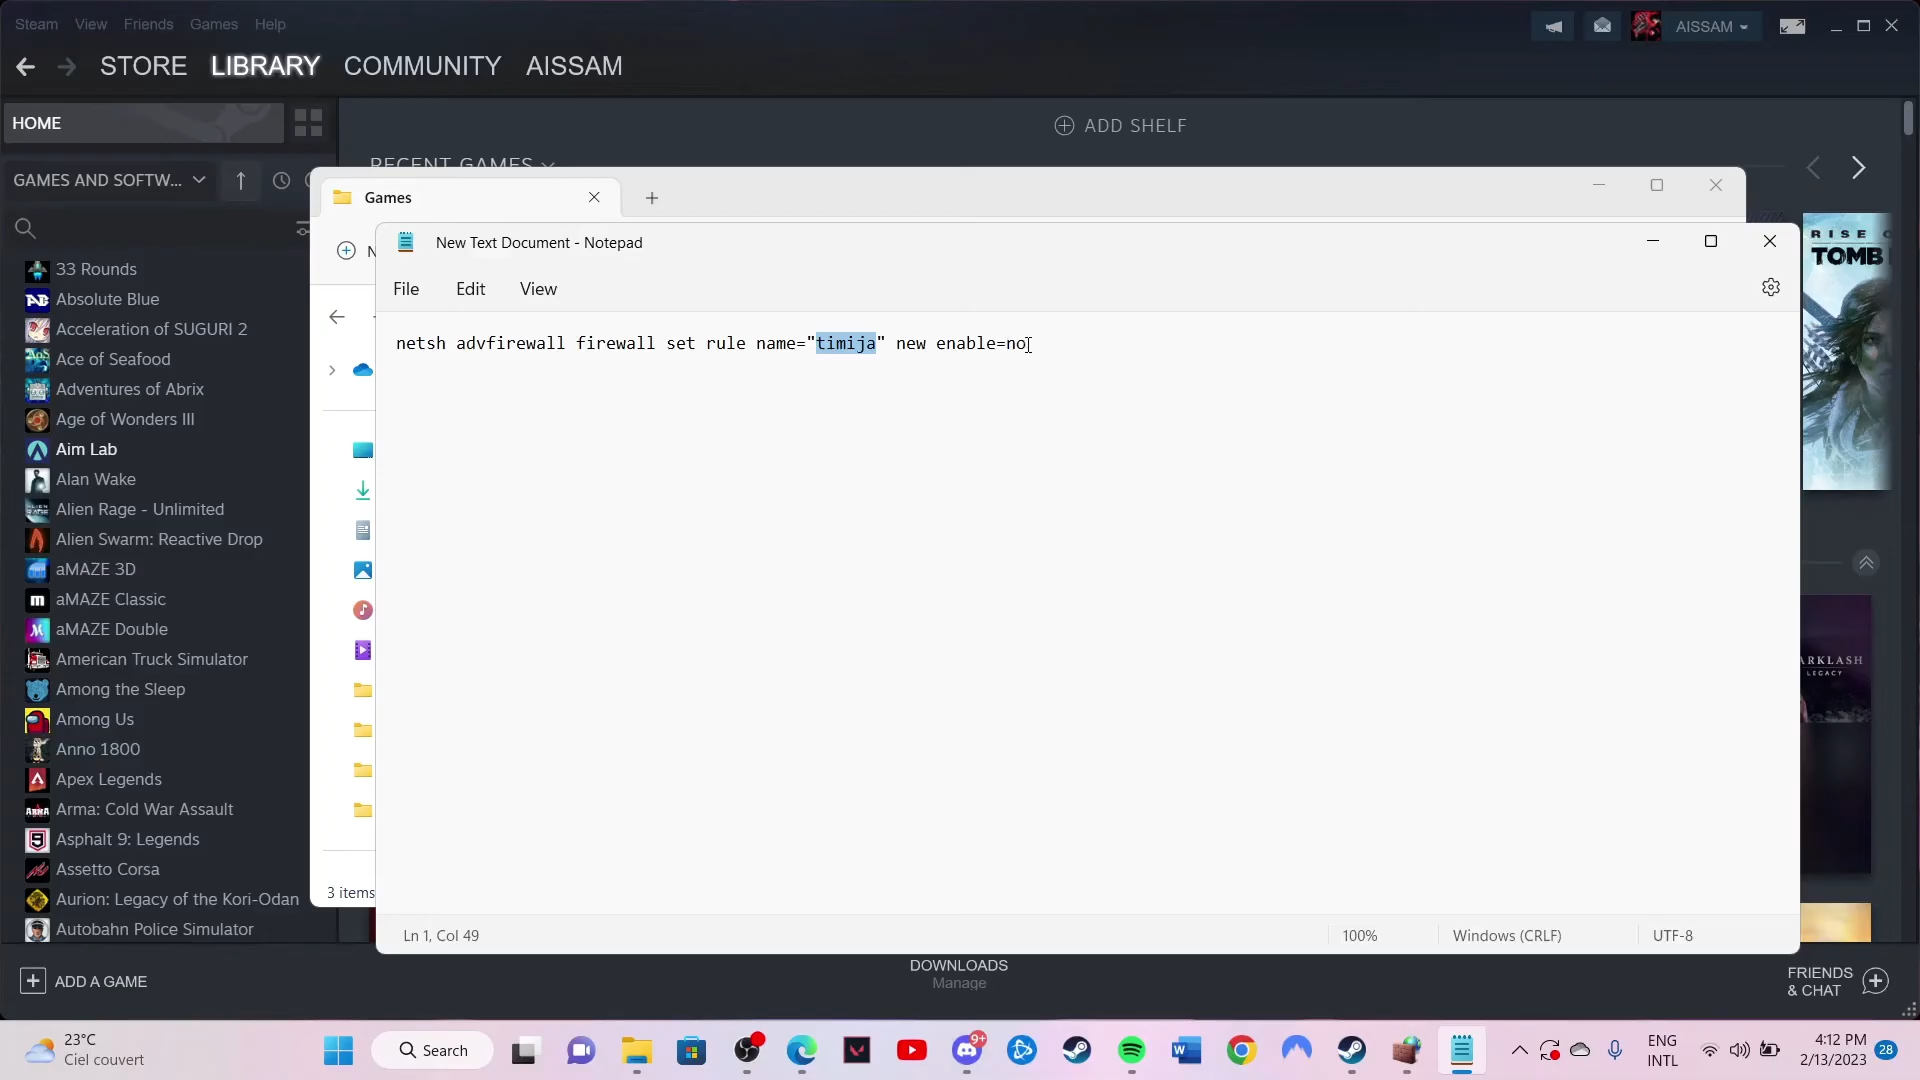 Steam View Friends Games Help
AISSAM
STORE LIBRARY COMMUNITY AISSAM
HOME
ADD SHELF
RECENT GAMES
GAMES AND SOFTW...
Games
New Text Document - Notepad
File Edit View
netsh advfirewall firewall set rule name="timija" new enable=no
33 Rounds
Absolute Blue
Acceleration of SUGURI 2
Ace of Seafood
Adventures of Abrix
Age of Wonders III
Aim Lab
Alan Wake
Alien Rage - Unlimited
Alien Swarm: Reactive Drop
aMAZE 3D
aMAZE Classic
aMAZE Double
American Truck Simulator
Among the Sleep
Among Us
Anno 1800
Apex Legends
Arma: Cold War Assault
Asphalt 9: Legends
Assetto Corsa
Aurion: Legacy of the Kori-Odan
Autobahn Police Simulator
RISE
TOMB
LEGACY
3 items
Ln 1, Col 49
100%
Windows (CRLF)
UTF-8
ADD A GAME
DOWNLOADS
Manage
FRIENDS
& CHAT
23°C
Ciel couvert
Search
9+
ENG
INTL
4:12 PM
2/13/2023
28